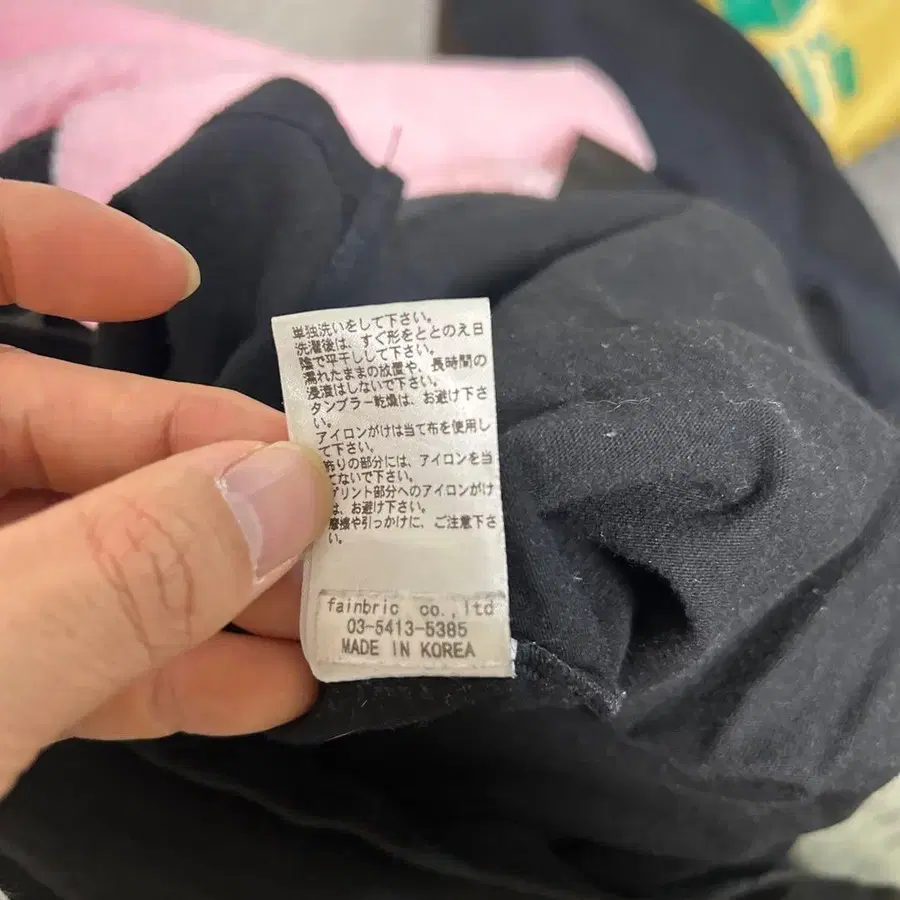 単独洗いをして下さい。
洗濯後は、すぐ形をととのえ日
陰で平干しして下さい。
濡れたままの放置や、長時間の
浸漬はしないで下さい。
タンブラー乾燥は、お避け下さ
い。
アイロンがけは当て布を使用し
て下さい。
飾りの部分には、アイロンを当
てないで下さい。
プリント部分へのアイロンがけ
は、お避け下さい。
摩擦や引っかけに、ご注意下さ
い。
fainbric co.,ltd
03-5413-5385
MADE IN KOREA